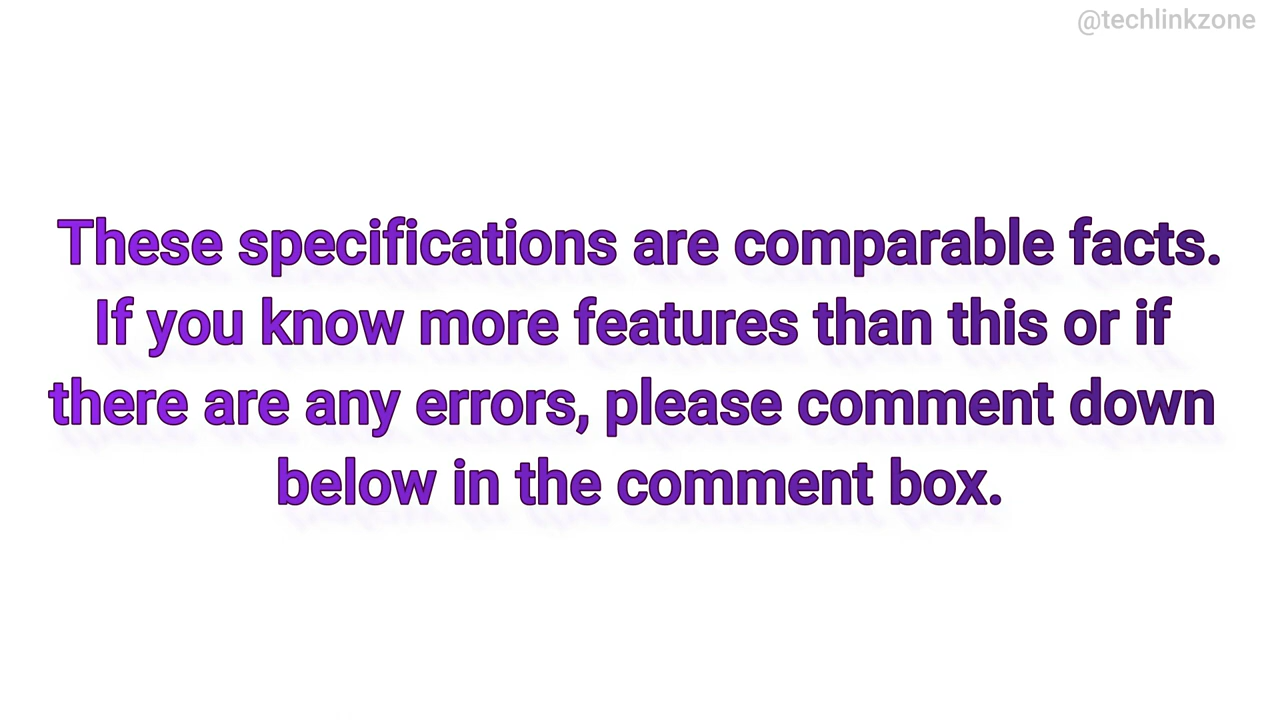 @techlinkzone
These specifications are comparable facts.
If you know more features than this or if
there are any errors, please comment down
below in the comment box.